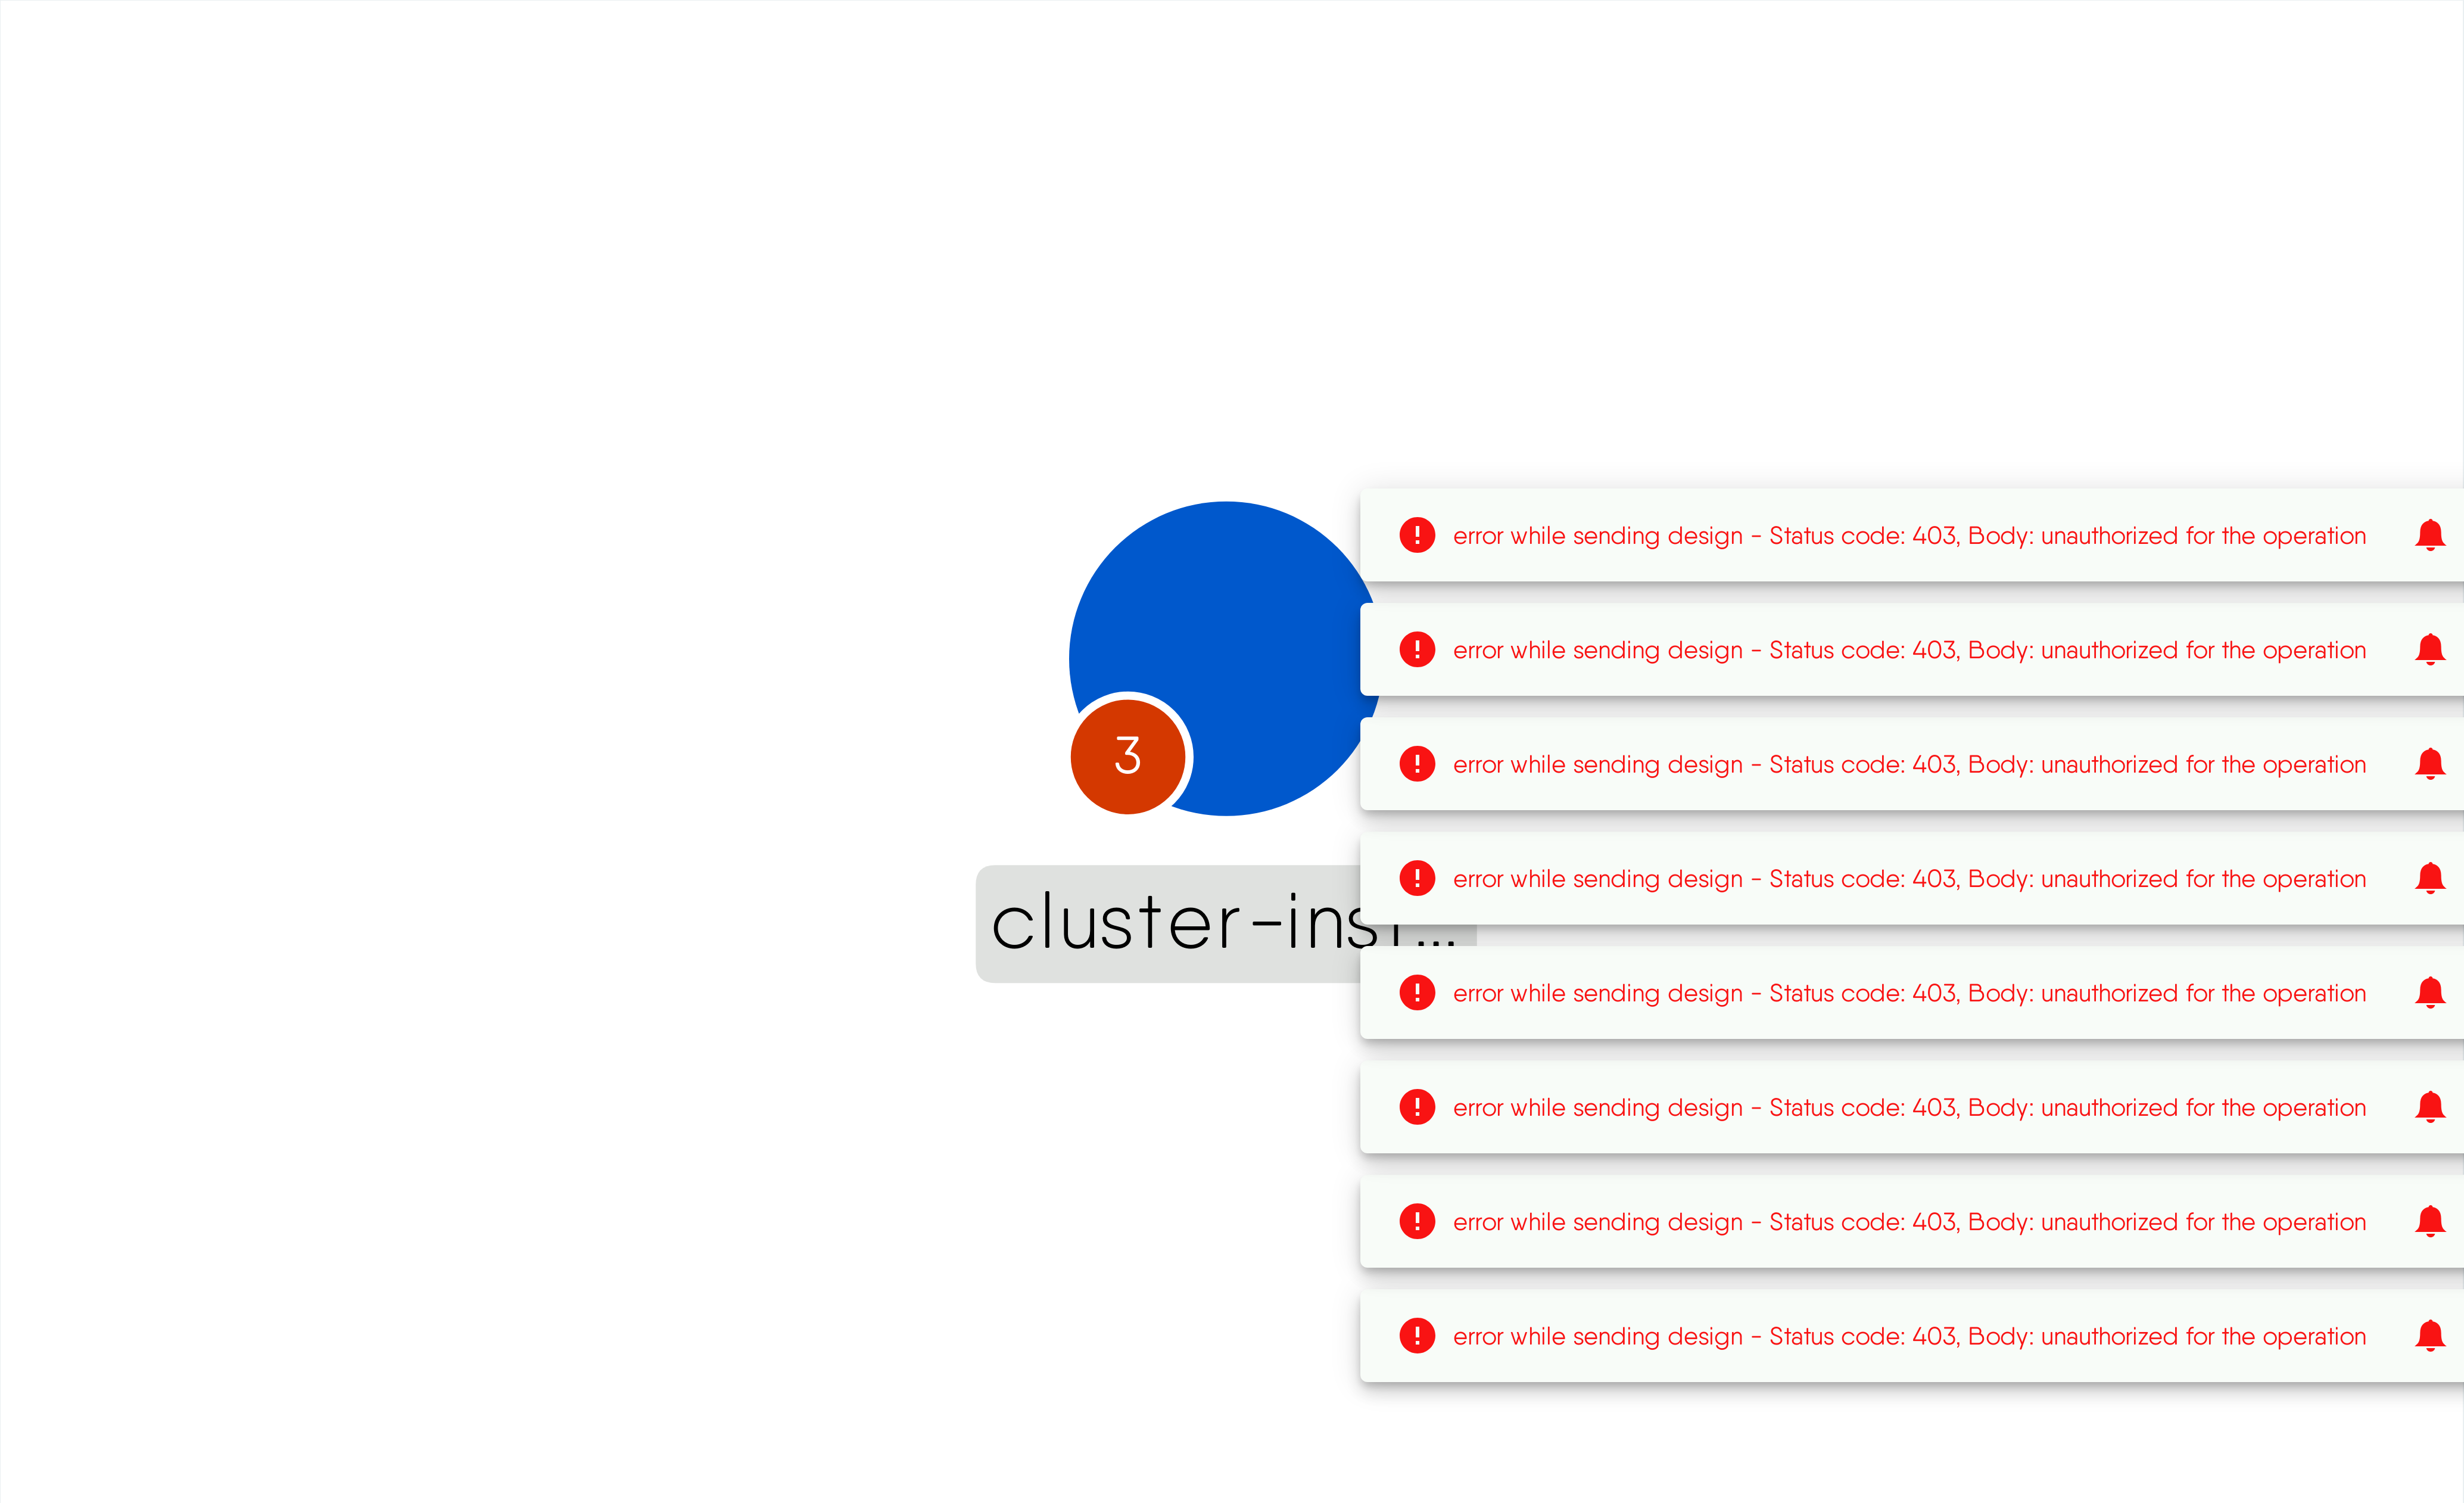 error while sending design - Status code: 403, Body: unauthorized for the operation
error while sending design - Status code: 403, Body: unauthorized for the operation
3
error while sending design - Status code: 403, Body: unauthorized for the operation
error while sending design - Status code: 403, Body: unauthorized for the operation
cluster-inst...
error while sending design - Status code: 403, Body: unauthorized for the operation
error while sending design - Status code: 403, Body: unauthorized for the operation
error while sending design - Status code: 403, Body: unauthorized for the operation
error while sending design - Status code: 403, Body: unauthorized for the operation